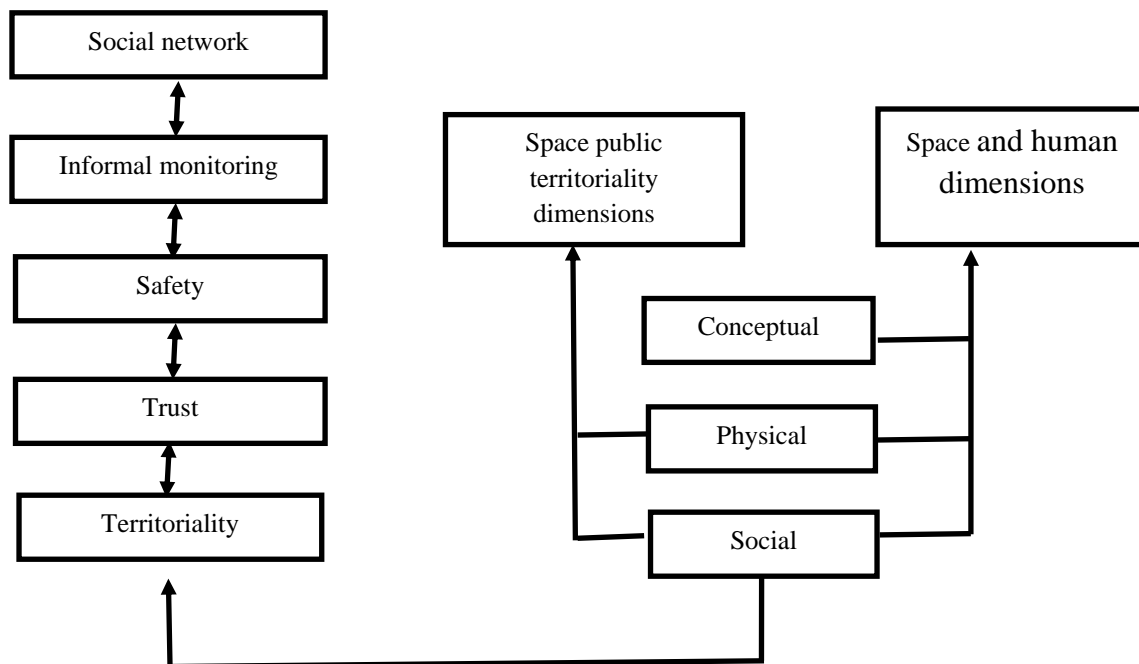 Social network
Informal monitoring
Safety
Trust
Territoriality
Space public
territoriality
dimensions
Space and human
dimensions
Conceptual
Physical
Social